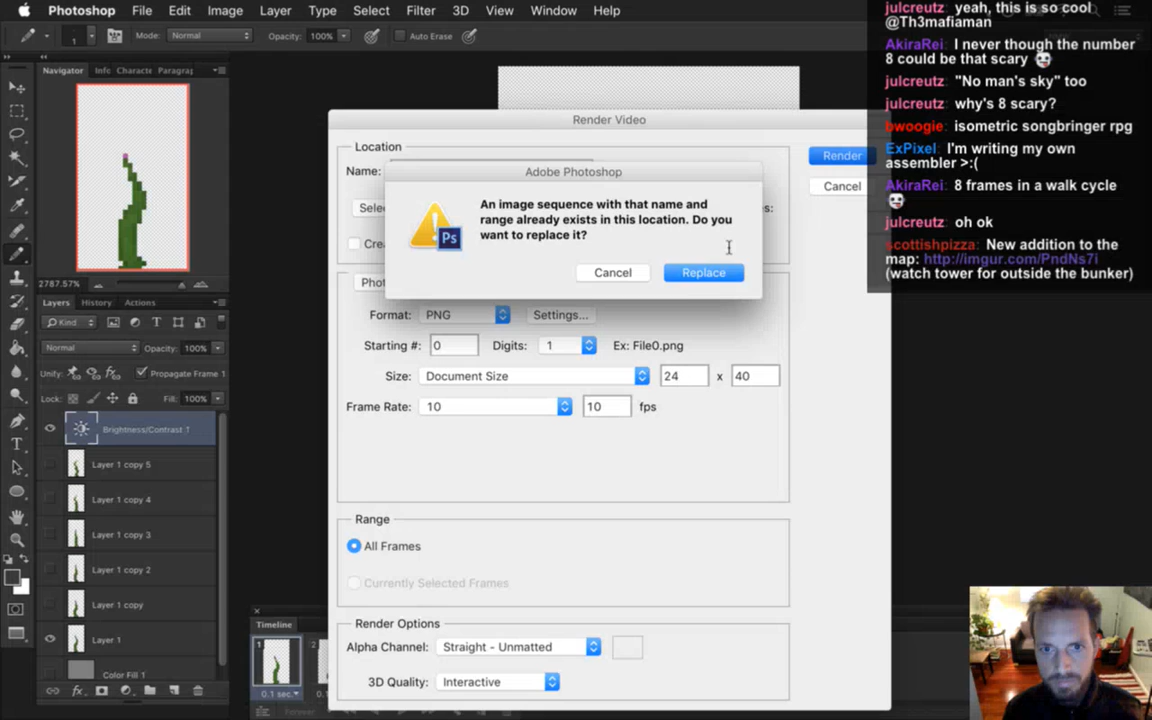 Photoshop File Edit Image Layer Type Select Filter 3D View Window Help
1 Mode: Normal Opacity: 100% Auto Erase
Navigator Info Characte Paragra
2787.57%
Layers History Actions
Kind
Normal Opacity: 100%
Unify: Propagate Frame 1
Lock: Fill: 100%
Brightness/Contrast 1
Layer 1 copy 5
Layer 1 copy 4
Layer 1 copy 3
Layer 1 copy 2
Layer 1 copy
Layer 1
Color Fill 1
Render Video
Location
Name:
Render
Cancel
Adobe Photoshop
An image sequence with that name and
range already exists in this location. Do you
want to replace it?
Cancel Replace
Ps
Format: PNG Settings...
Starting #: 0 Digits: 1 Ex: File0.png
Size: Document Size 24 x 40
Frame Rate: 10 10 fps
Range
All Frames
Currently Selected Frames
Render Options
Alpha Channel: Straight - Unmatted
3D Quality: Interactive
Timeline
1 2
0.1 sec.
Forever
julcreutz: yeah, this is so cool
@Th3mafiaman
AkiraRei: I never though the number
8 could be that scary
julcreutz: "No man's sky" too
julcreutz: why's 8 scary?
bwoogie: isometric songbringer rpg
ExPixel: I'm writing my own
assembler >:(
AkiraRei: 8 frames in a walk cycle
julcreutz: oh ok
scottishpizza: New addition to the
map: http://imgur.com/PndNs7i
(watch tower for outside the bunker)